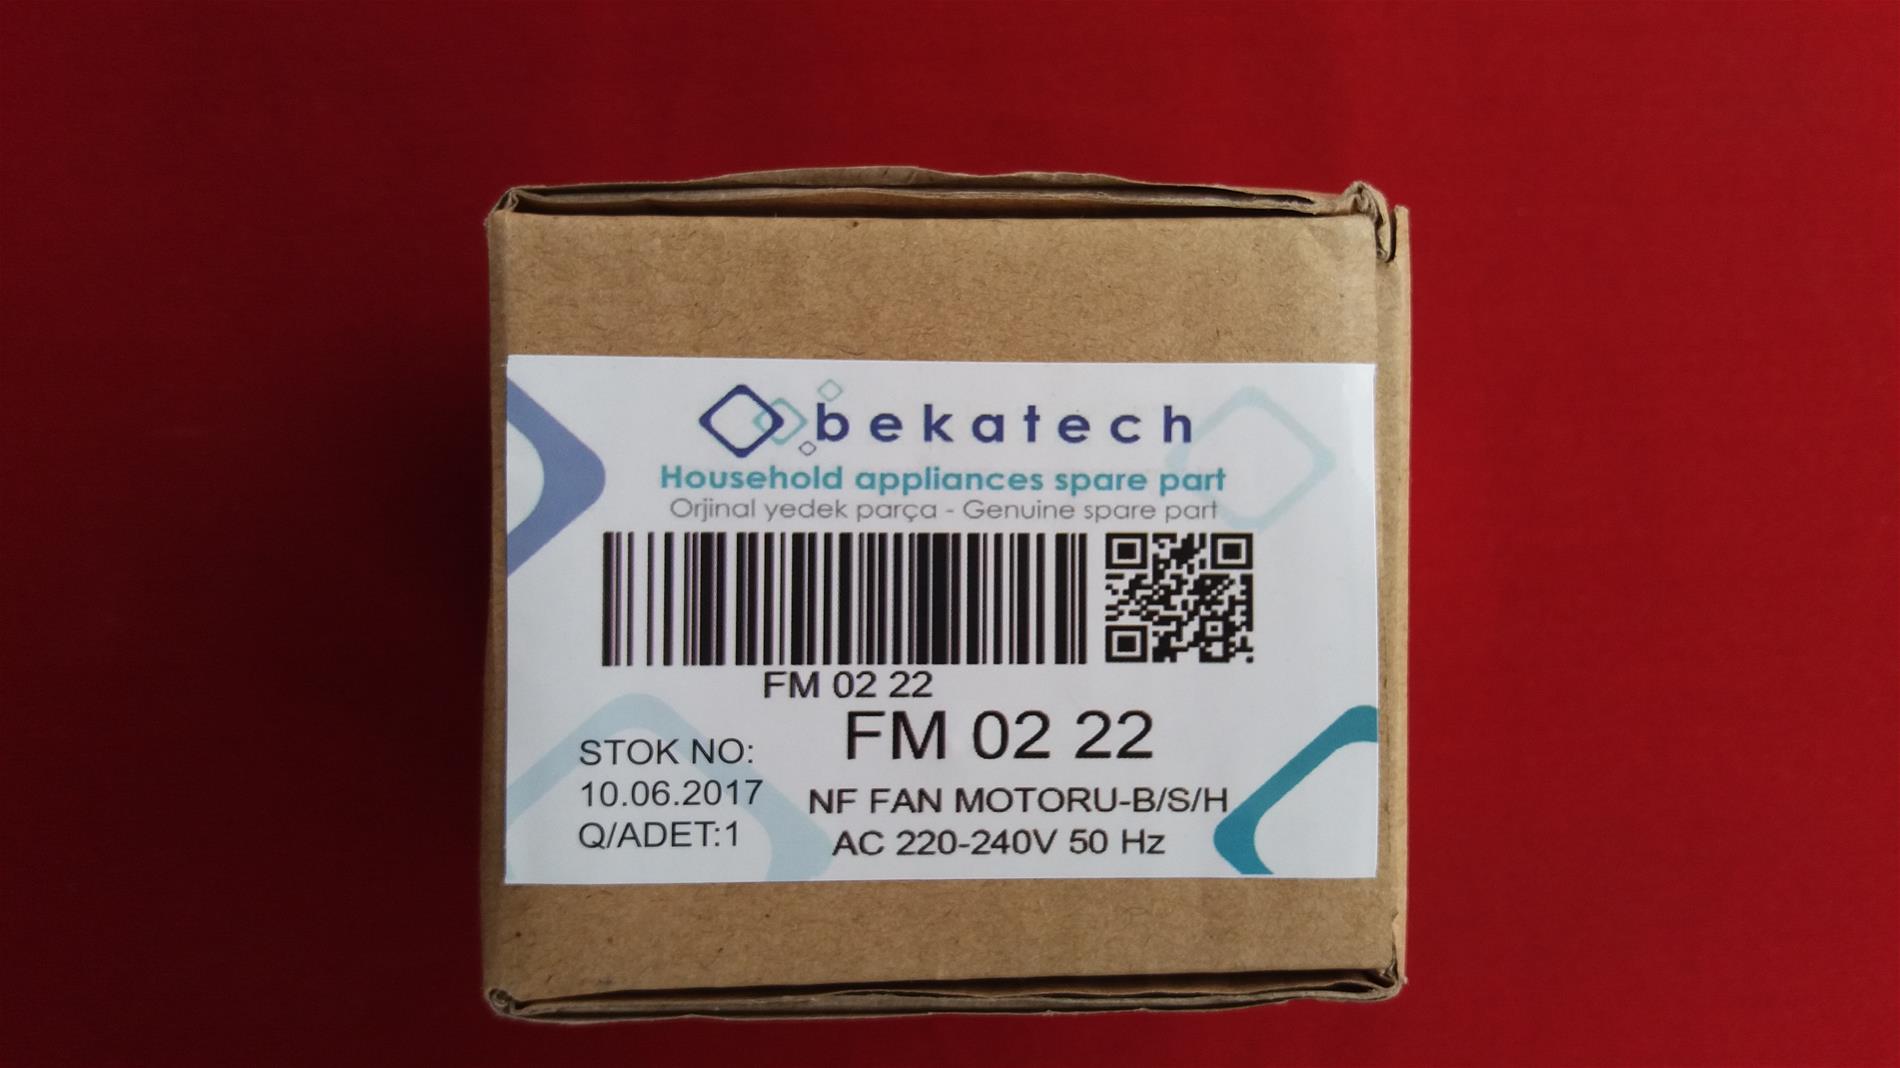 bekatech
Household appliances spare part
Orjinal yedek parça - Genuine spare part
FM 02 22
FM 02 22
STOK NO:
10.06.2017
Q/ADET:1
NF FAN MOTORU-B/S/H
AC 220-240V 50 Hz